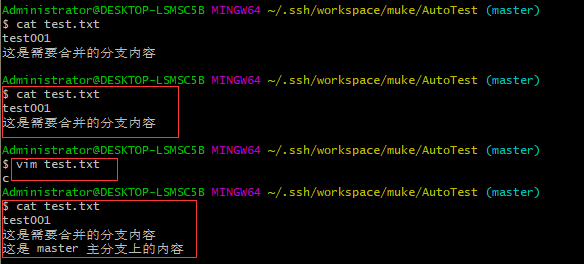 Administrator@DESKTOP-LSMSC5B MINGW64 ~/.ssh/workspace/muke/AutoTest (master)
$ cat test.txt
test001
这是需要合并的分支内容
Administrator@DESKTOP-LSMSC5B MINGW64 ~/.ssh/workspace/muke/AutoTest (master)
$ cat test.txt
test001
这是需要合并的分支内容
Administrator@DESKTOP-LSMSC5B MINGW64 ~/.ssh/workspace/muke/AutoTest (master)
$ vim test.txt
c
Administrator@DESKTOP-LSMSC5B MINGW64 ~/.ssh/workspace/muke/AutoTest (master)
$ cat test.txt
test001
这是需要合并的分支内容
这是 master 主分支上的内容